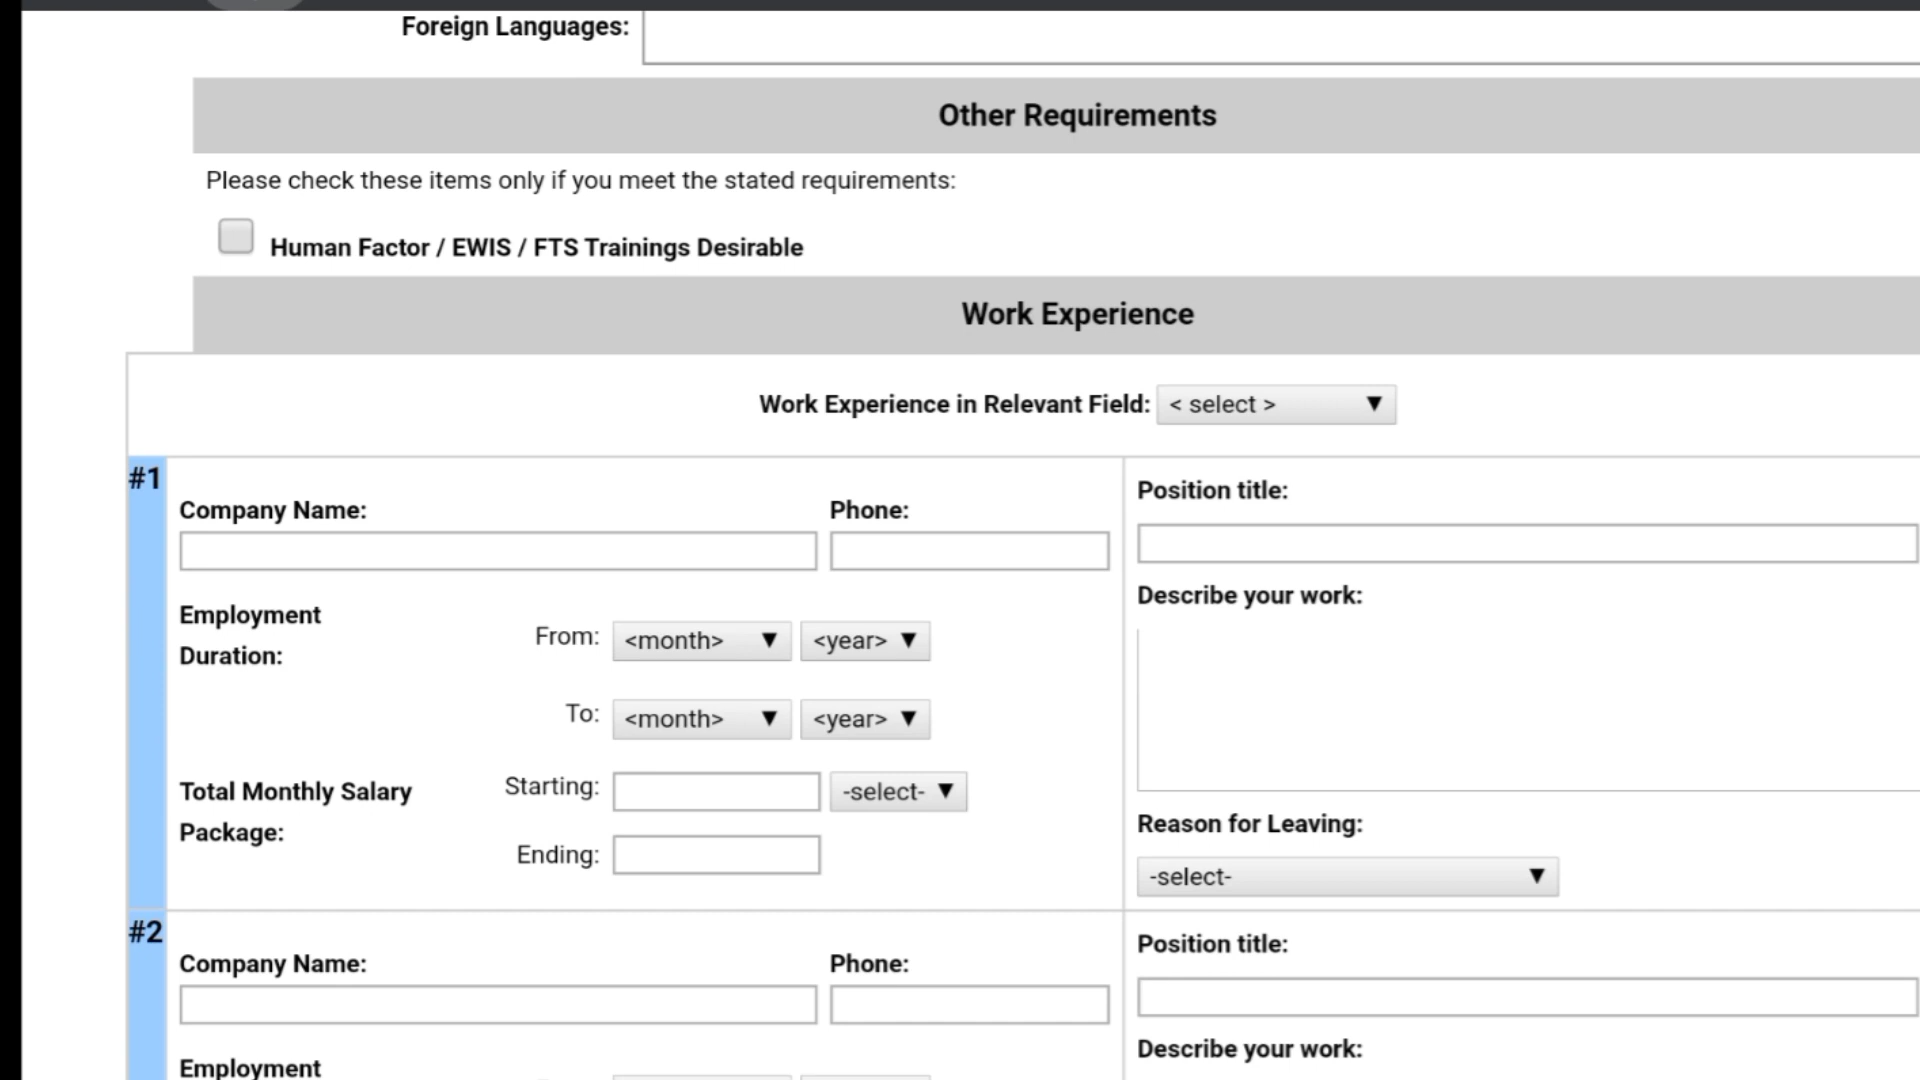 Foreign Languages:
Other Requirements
Please check these items only if you meet the stated requirements:
Human Factor / EWIS / FTS Trainings Desirable
Work Experience
Work Experience in Relevant Field: < select >
#1
Company Name: Phone:
Employment
Duration:
From: <month> <year>
To: <month> <year>
Total Monthly Salary
Package:
Starting: -select-
Ending:
Position title:
Describe your work:
Reason for Leaving:
-select-
#2
Company Name: Phone:
Employment
Position title:
Describe your work: